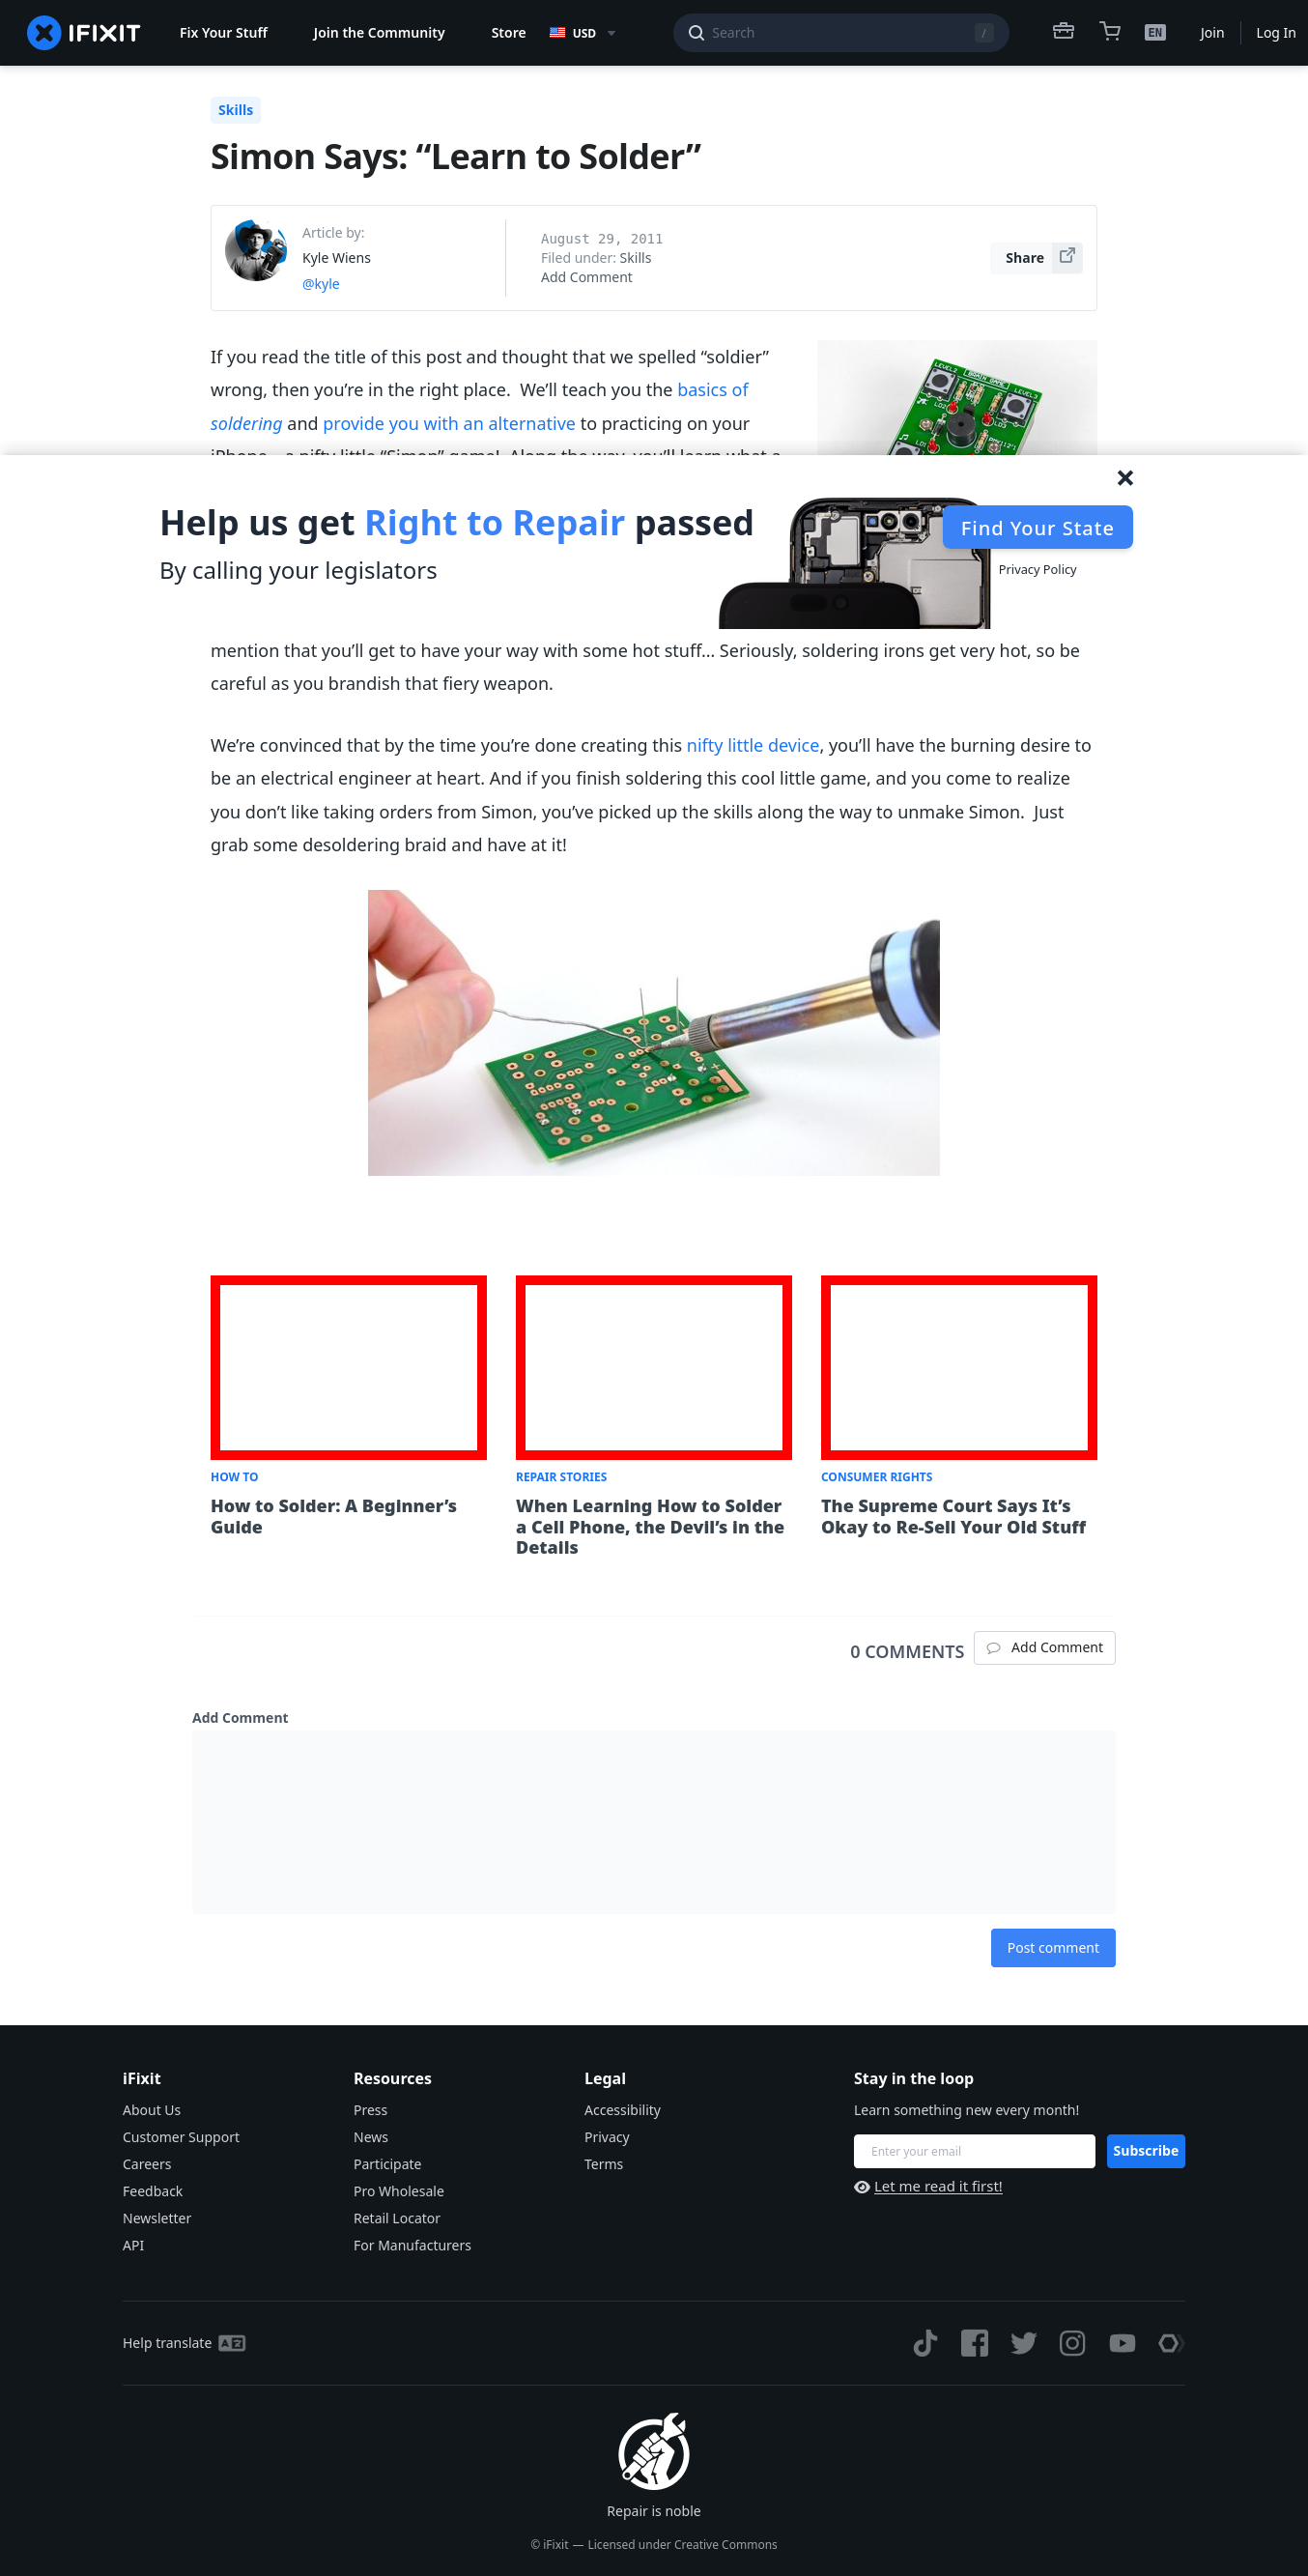 IFIXIT
Fix Your Stuff
Join the Community
Store
USD
Search
/
EN
Join
Log In
Skills
Simon Says: “Learn to Solder”
Article by:
Kyle Wiens
@kyle
August 29, 2011
Filed under: Skills
Add Comment
Share
If you read the title of this post and thought that we spelled “soldier”
wrong, then you’re in the right place.  We’ll teach you the basics of
soldering and provide you with an alternative to practicing on your
LEVEL2
BRAIN GAME
LEVEL3
Help us get Right to Repair passed
By calling your legislators
Find Your State
Privacy Policy
mention that you’ll get to have your way with some hot stuff… Seriously, soldering irons get very hot, so be
careful as you brandish that fiery weapon.
We’re convinced that by the time you’re done creating this nifty little device, you’ll have the burning desire to
be an electrical engineer at heart. And if you finish soldering this cool little game, and you come to realize
you don’t like taking orders from Simon, you’ve picked up the skills along the way to unmake Simon.  Just
grab some desoldering braid and have at it!
HOW TO
How to Solder: A Beginner’s
Guide
REPAIR STORIES
When Learning How to Solder
a Cell Phone, the Devil’s in the
Details
CONSUMER RIGHTS
The Supreme Court Says It’s
Okay to Re-Sell Your Old Stuff
0 COMMENTS
Add Comment
Add Comment
Post comment
iFixit
About Us
Customer Support
Careers
Feedback
Newsletter
API
Resources
Press
News
Participate
Pro Wholesale
Retail Locator
For Manufacturers
Legal
Accessibility
Privacy
Terms
Stay in the loop
Learn something new every month!
Enter your email
Subscribe
Let me read it first!
Help translate
Repair is noble
© iFixit — Licensed under Creative Commons